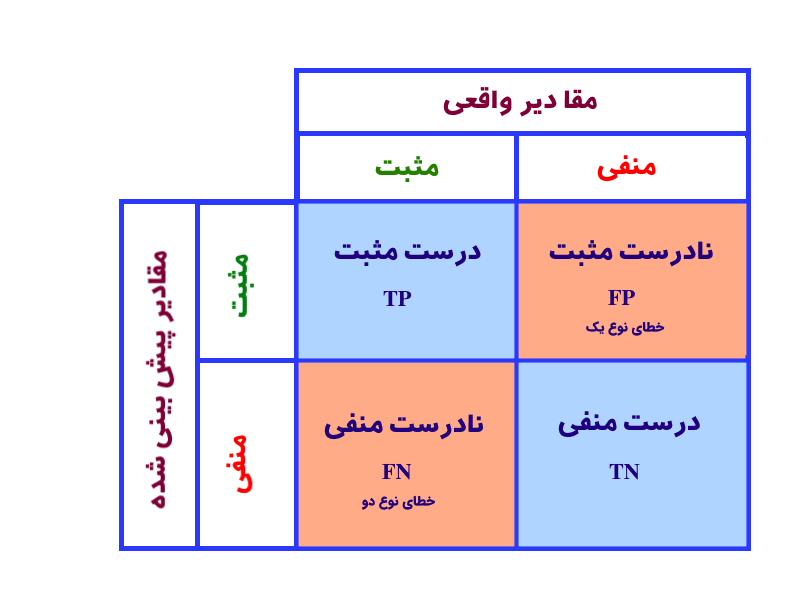 مقادیر واقعی
منفی
مثبت
مقادیر پیش بینی شده
مثبت
نادرست مثبت
FP
خطای نوع یک
درست مثبت
TP
منفی
درست منفی
TN
نادرست منفی
FN
خطای نوع دو